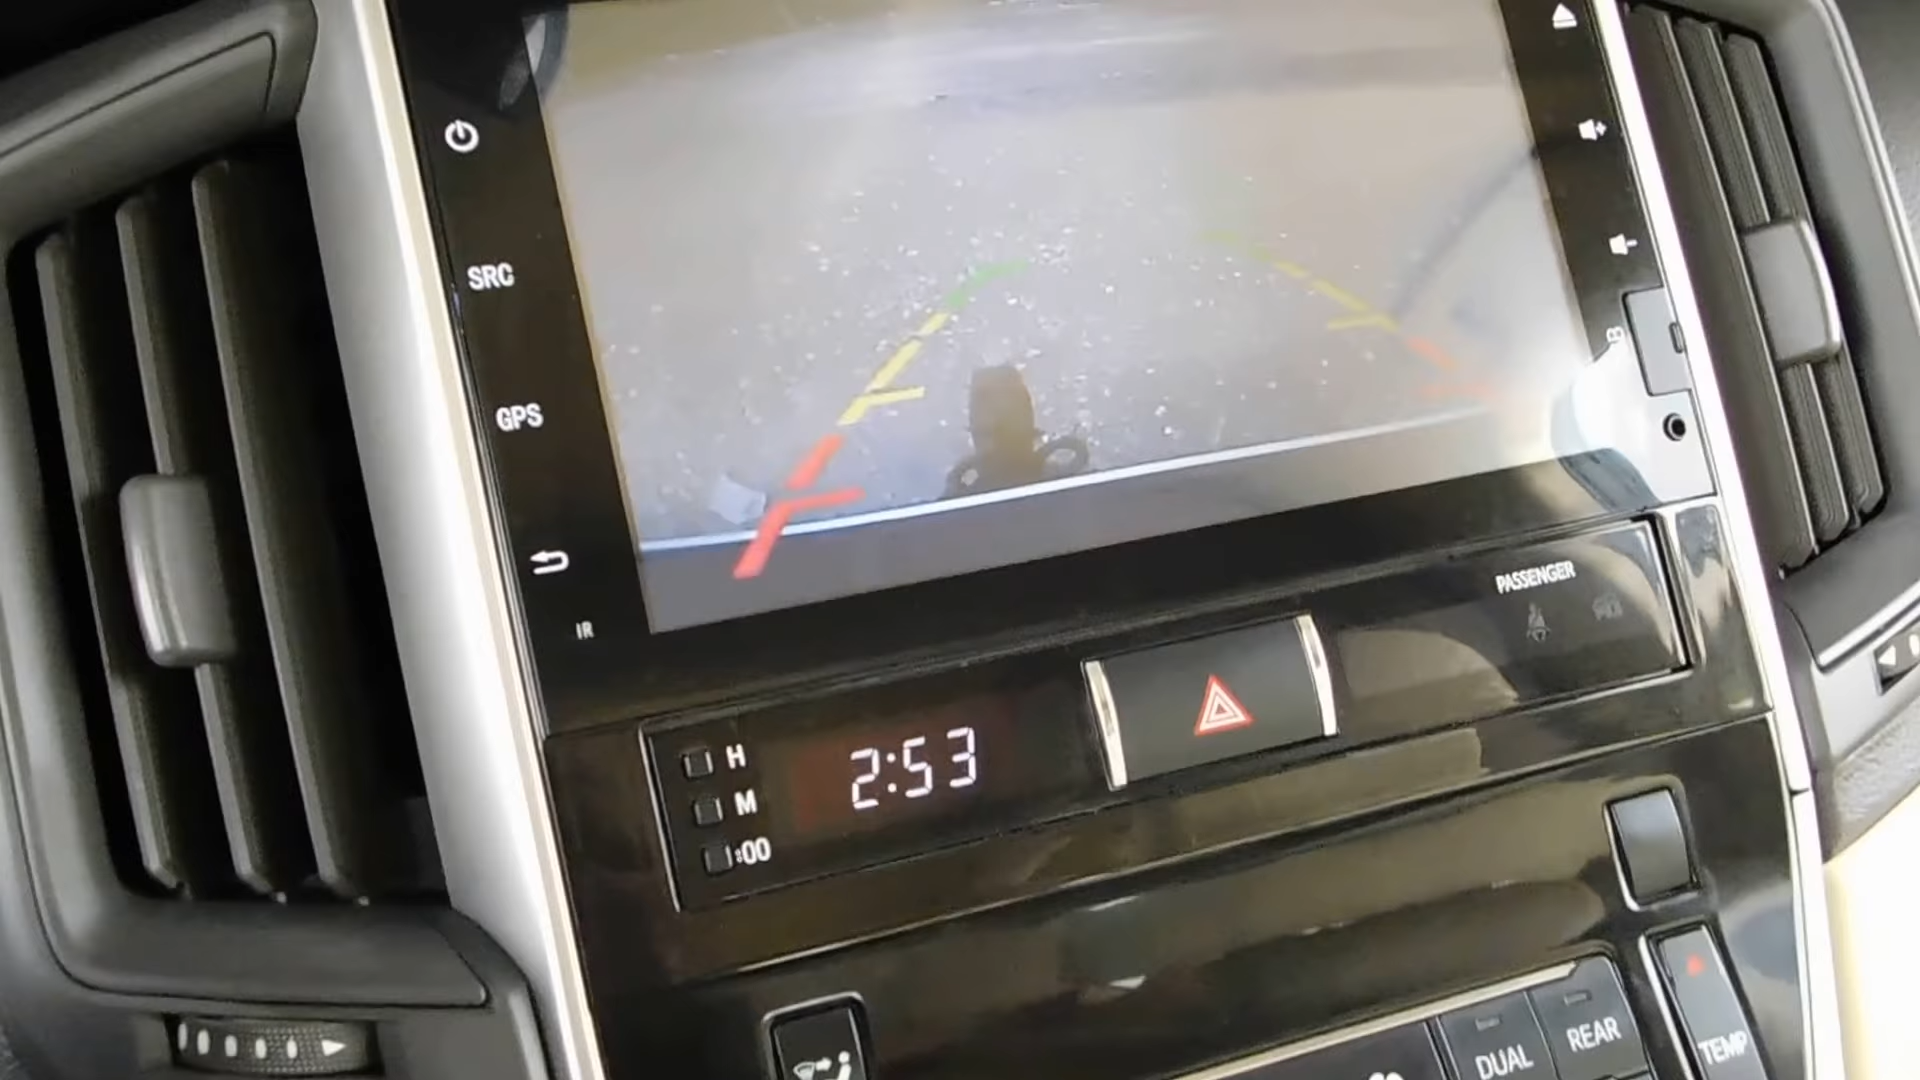 SRC
GPS
IR
PASSENGER
H
M
:00
2:53
DUAL
REAR
TEMP